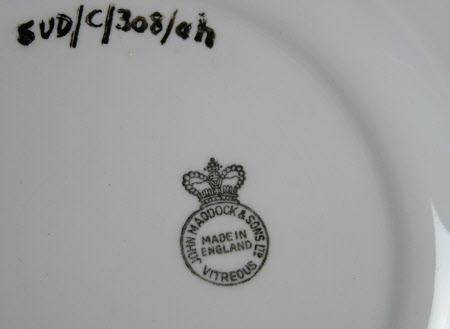 SUD/C/308/ah
JOHN MADDOCK & SONS LTD
MADE IN
ENGLAND
VITREOUS